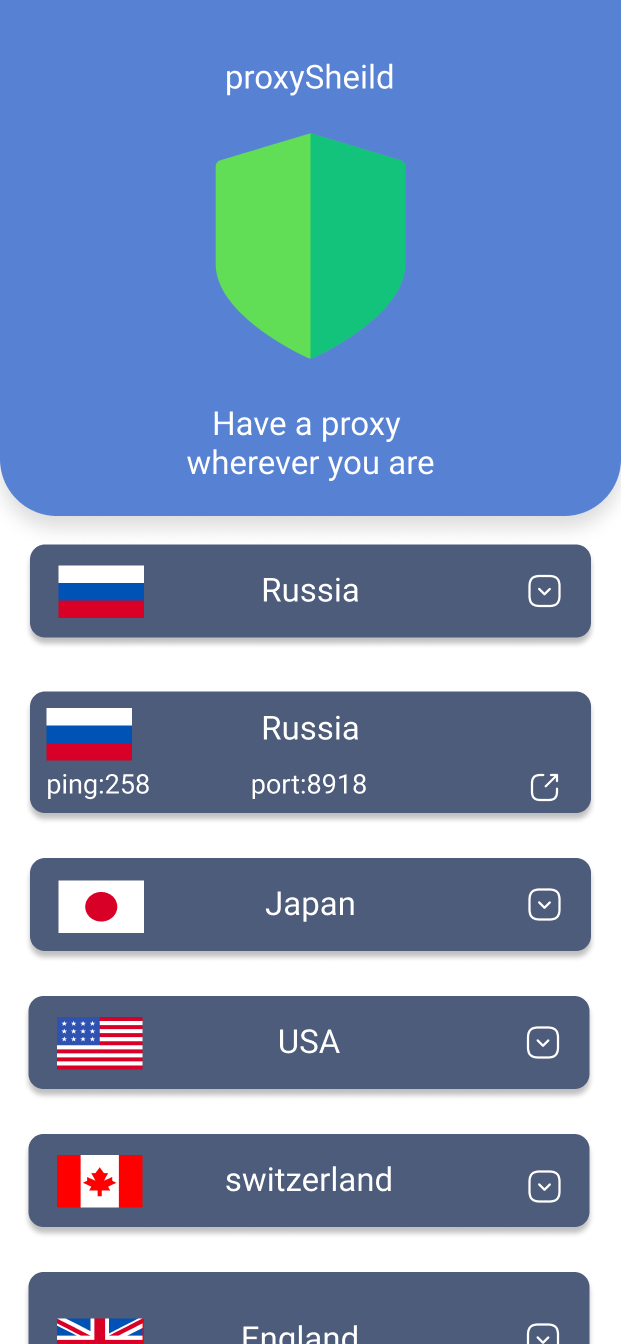 proxySheild
Have a proxy
wherever you are
Russia
Russia
ping:258 port:8918
Japan
USA
switzerland
England